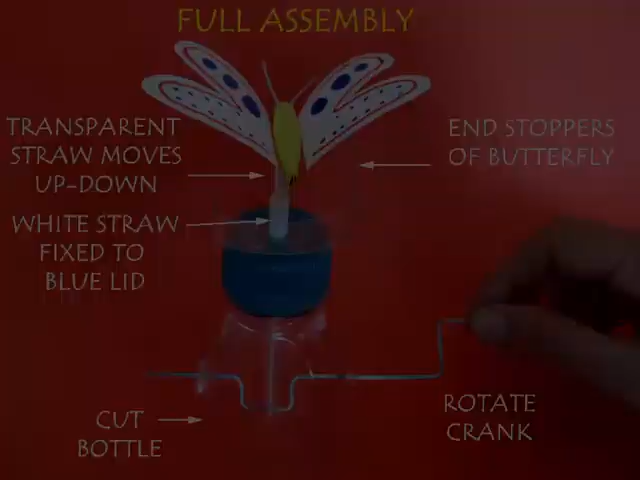 FULL ASSEMBLY
TRANSPARENT
STRAW MOVES
UP-DOWN
END STOPPERS
OF BUTTERFLY
WHITE STRAW
FIXED TO
BLUE LID
CUT
BOTTLE
ROTATE
CRANK